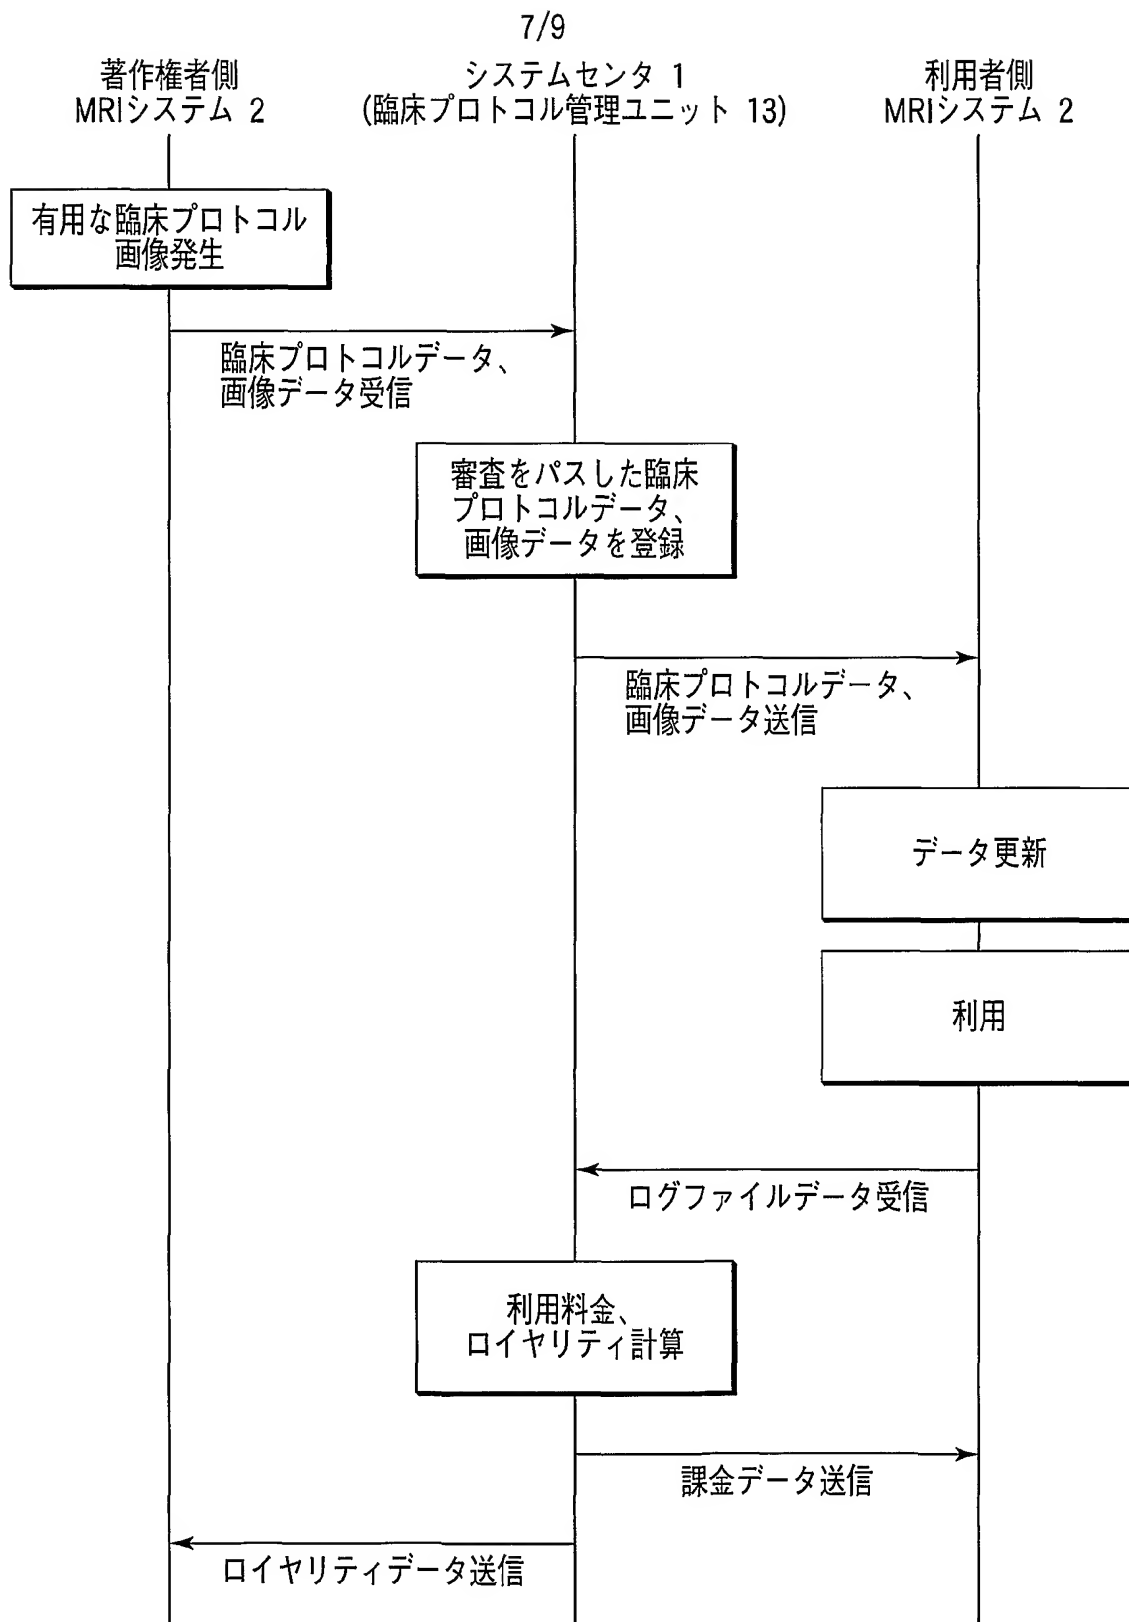 7/9
著作権者側
MRIシステム 2
システムセンタ 1
(臨床プロトコル管理ユニット 13)
利用者側
MRIシステム 2
有用な臨床プロトコル
画像発生
臨床プロトコルデータ、
画像データ受信
審査をパスした臨床
プロトコルデータ、
画像データを登録
臨床プロトコルデータ、
画像データ送信
データ更新
利用
ログファイルデータ受信
利用料金、
ロイヤリティ計算
課金データ送信
ロイヤリティデータ送信